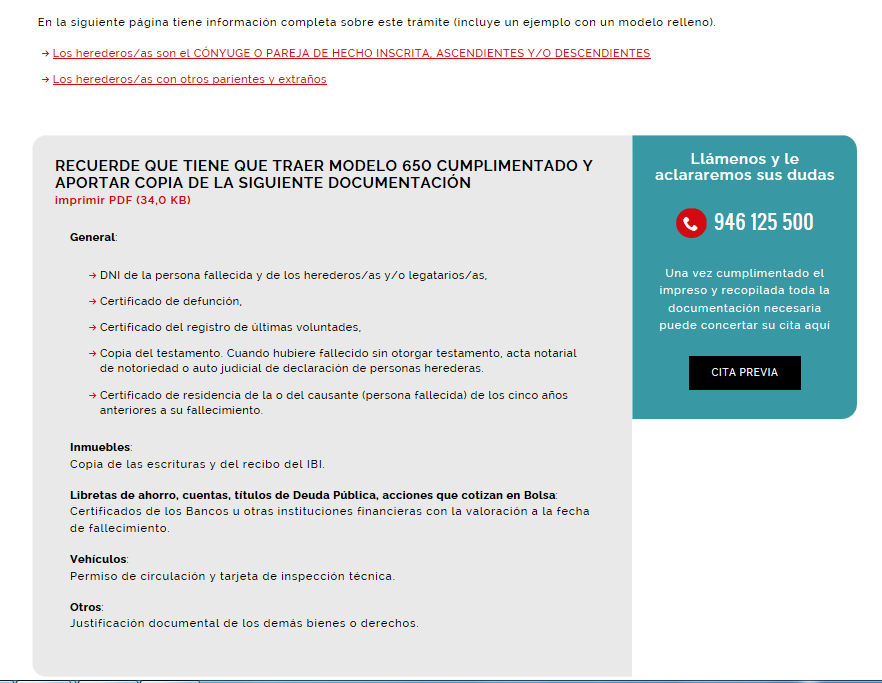 En la siguiente página tiene información completa sobre este trámite (incluye un ejemplo con un modelo relleno).
→ Los herederos/as son el CÓNYUGE O PAREJA DE HECHO INSCRITA, ASCENDIENTES Y/O DESCENDIENTES
→ Los herederos/as con otros parientes y extraños
RECUERDE QUE TIENE QUE TRAER MODELO 650 CUMPLIMENTADO Y
APORTAR COPIA DE LA SIGUIENTE DOCUMENTACIÓN
imprimir PDF (34,0 KB)
General:
→ DNI de la persona fallecida y de los herederos/as y/o legatarios/as,
→ Certificado de defunción,
→ Certificado del registro de últimas voluntades,
→ Copia del testamento. Cuando hubiere fallecido sin otorgar testamento, acta notarial
de notoriedad o auto judicial de declaración de personas herederas.
→ Certificado de residencia de la o del causante (persona fallecida) de los cinco años
anteriores a su fallecimiento.
Inmuebles:
Copia de las escrituras y del recibo del IBI.
Libretas de ahorro, cuentas, títulos de Deuda Pública, acciones que cotizan en Bolsa:
Certificados de los Bancos u otras instituciones financieras con la valoración a la fecha
de fallecimiento.
Vehículos:
Permiso de circulación y tarjeta de inspección técnica.
Otros:
Justificación documental de los demás bienes o derechos.
Llámenos y le
aclararemos sus dudas
946 125 500
Una vez cumplimentado el
impreso y recopilada toda la
documentación necesaria
puede concertar su cita aquí
CITA PREVIA